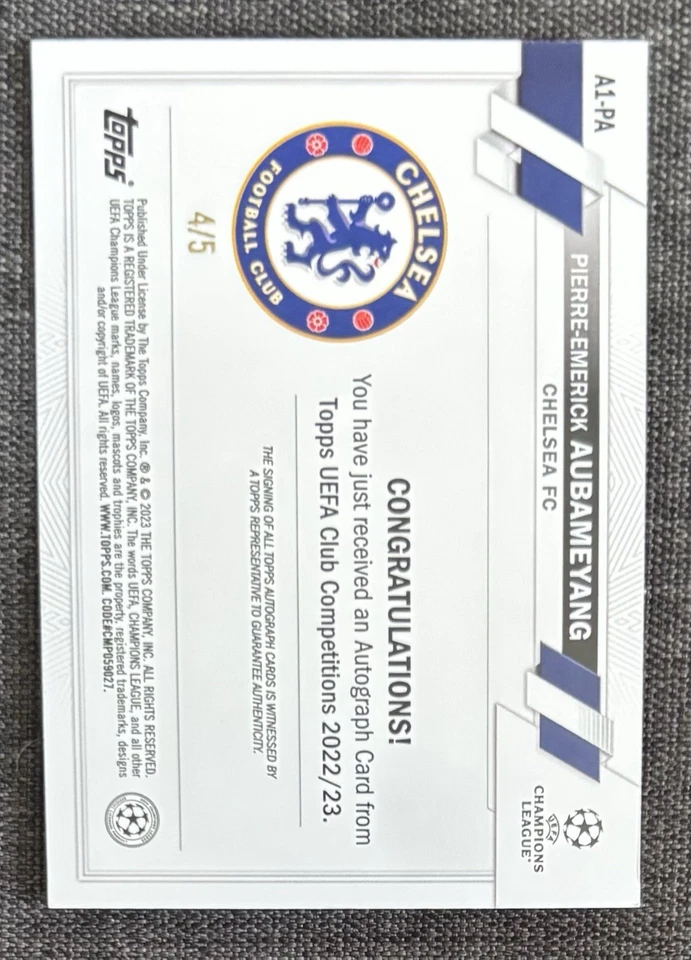 A1-PA
PIERRE-EMERICK AUBAMEYANG
CHELSEA FC
UEFA
CHAMPIONS
LEAGUE®
CHELSEA
FOOTBALL CLUB
CONGRATULATIONS!
You have just received an Autograph Card from
Topps UEFA Club Competitions 2022/23.
THE SIGNING OF ALL TOPPS AUTOGRAPH CARDS IS WITNESSED BY
A TOPPS REPRESENTATIVE TO GUARANTEE AUTHENTICITY.
4/5
topps®
Published Under License by The Topps Company, Inc. ® & © 2023 THE TOPPS COMPANY, INC. ALL RIGHTS RESERVED.
TOPPS IS A REGISTERED TRADEMARK OF THE TOPPS COMPANY, INC. The words UEFA, CHAMPIONS LEAGUE, and all other
UEFA Champions League marks, names, logos, mascots and trophies are the property, registered trademarks, designs
and/or copyright of UEFA. All rights reserved. WWW.TOPPS.COM. CODE#CMP059027.